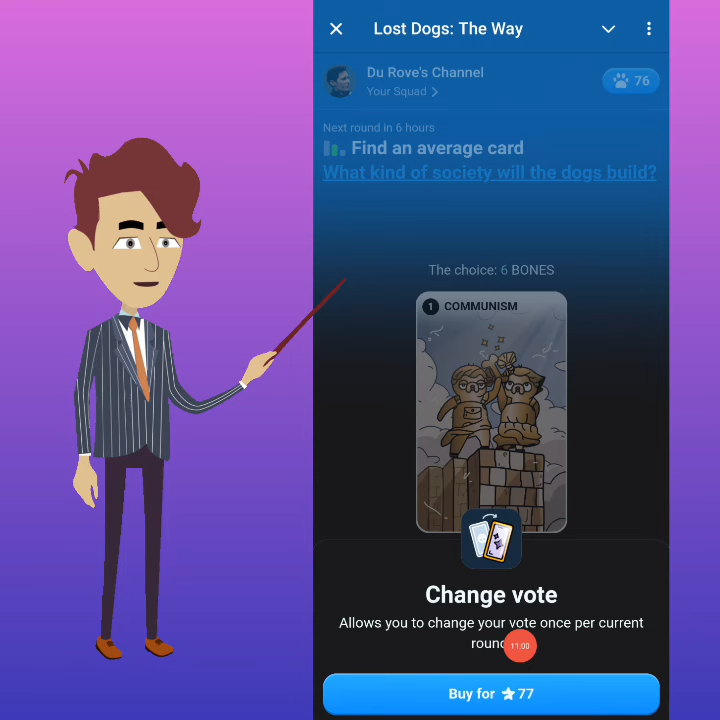 Lost Dogs: The Way
Du Rove's Channel
Your Squad
76
Next round in 6 hours
Find an average card
What kind of society will the dogs build?
The choice: 6 BONES
1 COMMUNISM
Change vote
Allows you to change your vote once per current
roun
11:00
Buy for 77